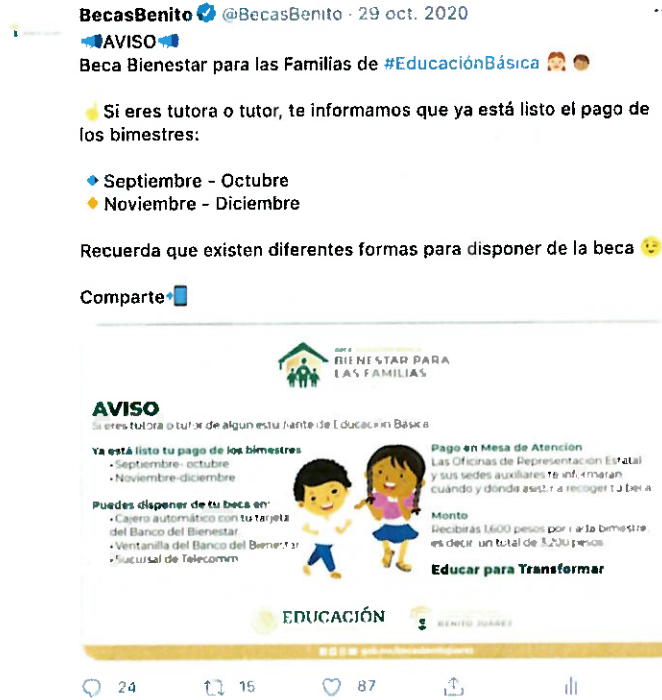 BecasBenito @BecasBenito · 29 oct. 2020
AVISO
Beca Bienestar para las Familias de #EducaciónBásica
Si eres tutora o tutor, te informamos que ya está listo el pago de
los bimestres:
Septiembre - Octubre
Noviembre - Diciembre
Recuerda que existen diferentes formas para disponer de la beca
Comparte
BIENESTAR PARA
LAS FAMILIAS
AVISO
Si eres tutora o tutor de algun estudiante de Educación Básica
Ya está listo tu pago de los bimestres
• Septiembre- octubre
• Noviembre-diciembre
Puedes disponer de tu beca en:
• Cajero automático con tu tarjeta
del Banco del Bienestar.
• Ventanilla del Banco del Bienestar
• Sucursal de Telecomm
Pago en Mesa de Atención
Las Oficinas de Representación Estatal
y sus sedes auxiliares te informaran
cuándo y dónde asistir a recoger tu beca
Monto
Recibirás 1,600 pesos por cada bimestre,
es decir un total de 3,200 pesos
Educar para Transformar
EDUCACIÓN
BENITO JUÁREZ
24 15 87